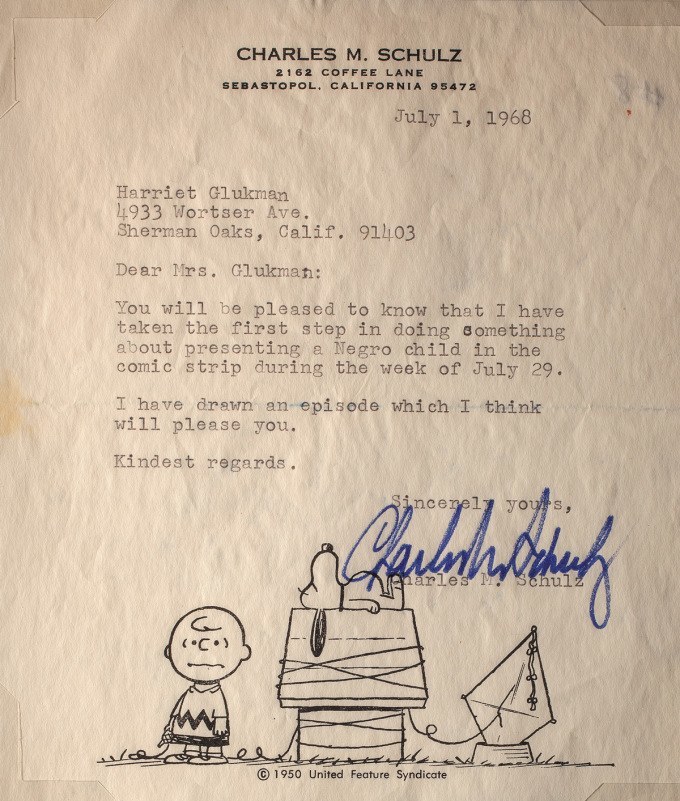 CHARLES M. SCHULZ
2162 COFFEE LANE
SEBASTOPOL, CALIFORNIA 95472
July 1, 1968
Harriet Glukman
4933 Wortser Ave.
Sherman Oaks, Calif. 91403
Dear Mrs. Glukman:
You will be pleased to know that I have
taken the first step in doing something
about presenting a Negro child in the
comic strip during the week of July 29.
I have drawn an episode which I think
will please you.
Kindest regards.
Sincerely yours,
Charles M. Schulz
Charles M. Schulz
© 1950 United Feature Syndicate